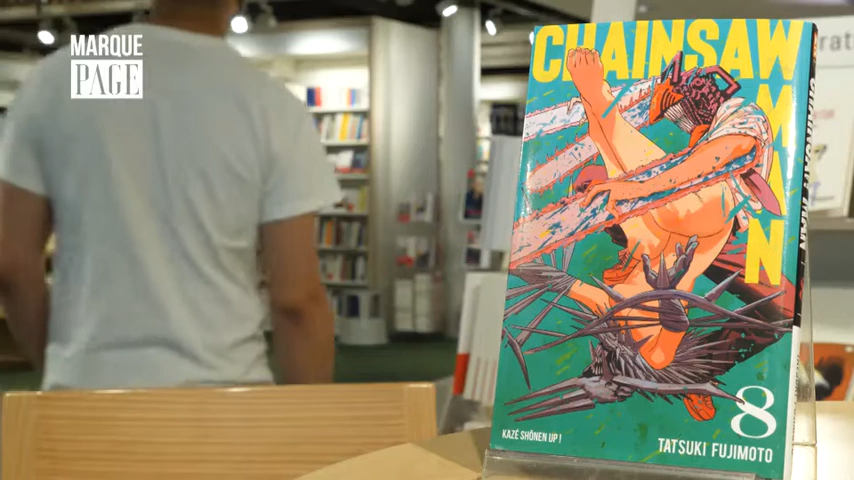 MARQUE
PAGE
CHAINSAW
MAN
8
KAZÉ SHÔNEN UP !
TATSUKI FUJIMOTO